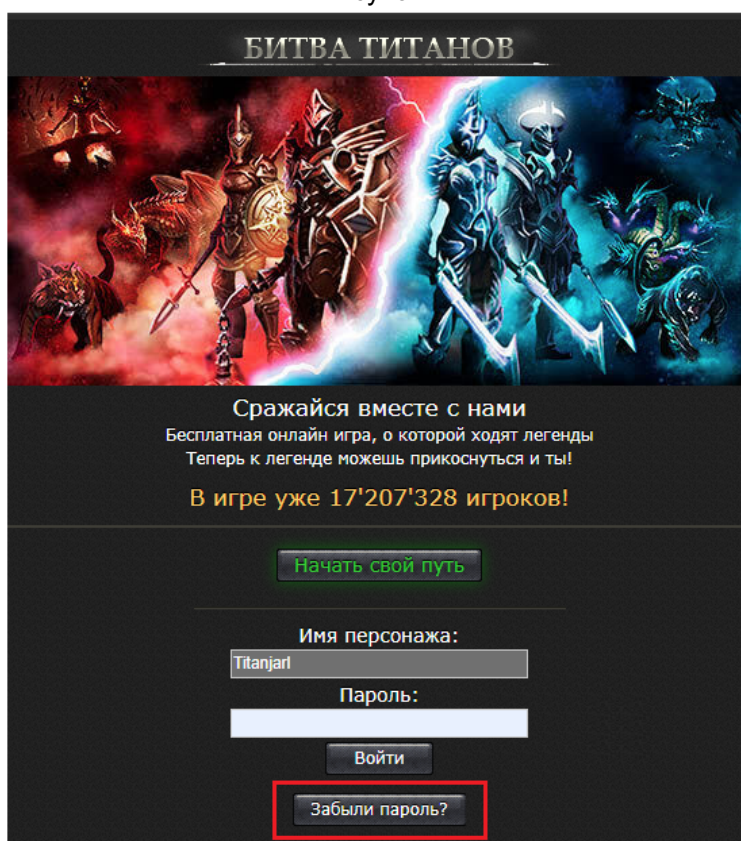 БИТВА ТИТАНОВ
Сражайся вместе с нами
Бесплатная онлайн игра, о которой ходят легенды
Теперь к легенде можешь прикоснуться и ты!
В игре уже 17'207'328 игроков!
Начать свой путь
Имя персонажа:
Titanjarl
Пароль:
Войти
Забыли пароль?